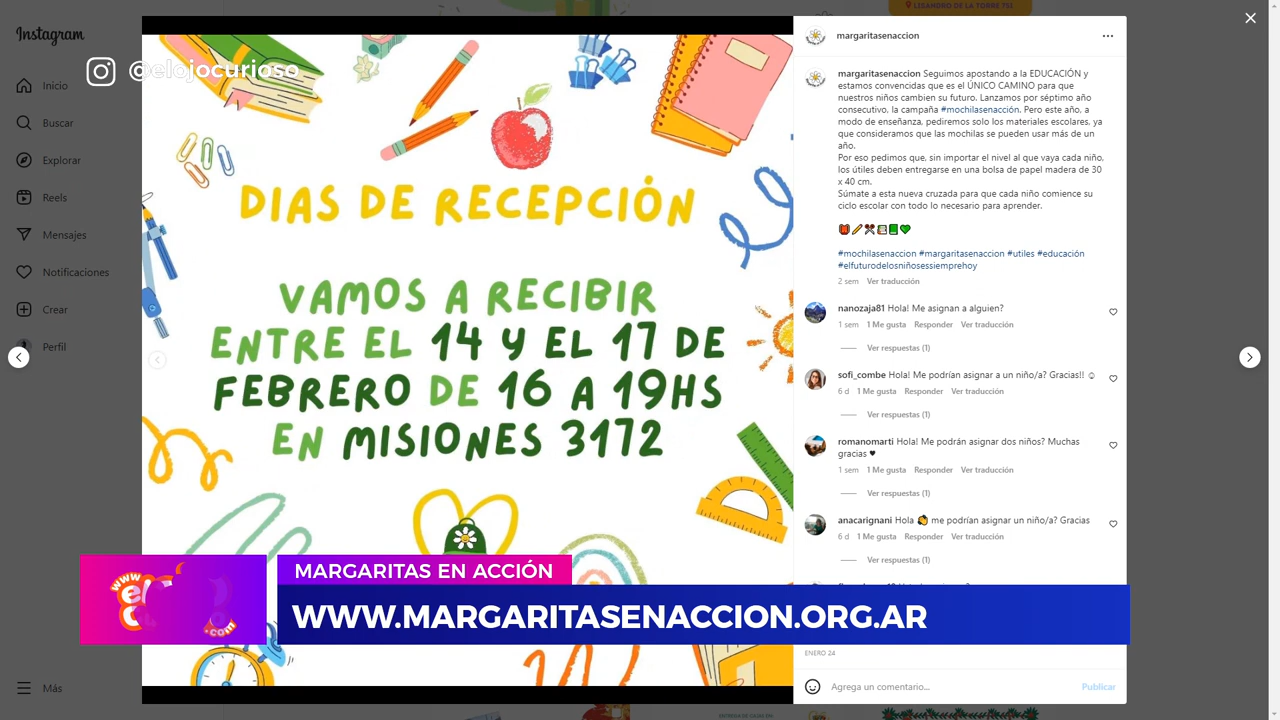 LISANDRO DE LA TORRE 751
Instagram
@elojocurioso
Inicio
Buscar
Explorar
Reels
Mensajes
Notificaciones
Crear
Perfil
Más
DIAS DE RECEPCIÓN
VAMOS A RECIBIR
ENTRE EL 14 Y EL 17 DE
FEBRERO DE 16 A 19HS
EN MISIONES 3172
margaritasenaccion
margaritasenaccion Seguimos apostando a la EDUCACIÓN y
estamos convencidas que es el ÚNICO CAMINO para que
nuestros niños cambien su futuro. Lanzamos por séptimo año
consecutivo, la campaña #mochilasenaccion. Pero este año, a
modo de enseñanza, pediremos solo los materiales escolares, ya
que consideramos que las mochilas se pueden usar más de un
año.
Por eso pedimos que, sin importar el nivel al que vaya cada niño,
los útiles deben entregarse en una bolsa de papel madera de 30
x 40 cm.
Súmate a esta nueva cruzada para que cada niño comience su
ciclo escolar con todo lo necesario para aprender.
#mochilasenaccion #margaritasenaccion #utiles #educación
#elfuturodelosniñosessiemprehoy
2 sem Ver traducción
nanozaja81 Hola! Me asignan a alguien?
1 sem 1 Me gusta Responder Ver traducción
Ver respuestas (1)
sofi_combe Hola! Me podrían asignar a un niño/a? Gracias!! ☺
6 d 1 Me gusta Responder Ver traducción
Ver respuestas (1)
romanomarti Hola! Me podrán asignar dos niños? Muchas
gracias ♥
1 sem 1 Me gusta Responder Ver traducción
Ver respuestas (1)
anacarignani Hola 👏 me podrían asignar un niño/a? Gracias
6 d 1 Me gusta Responder Ver traducción
Ver respuestas (1)
ENERO 24
Agrega un comentario...
Publicar
MARGARITAS EN ACCIÓN
WWW.MARGARITASENACCION.ORG.AR
www
.com